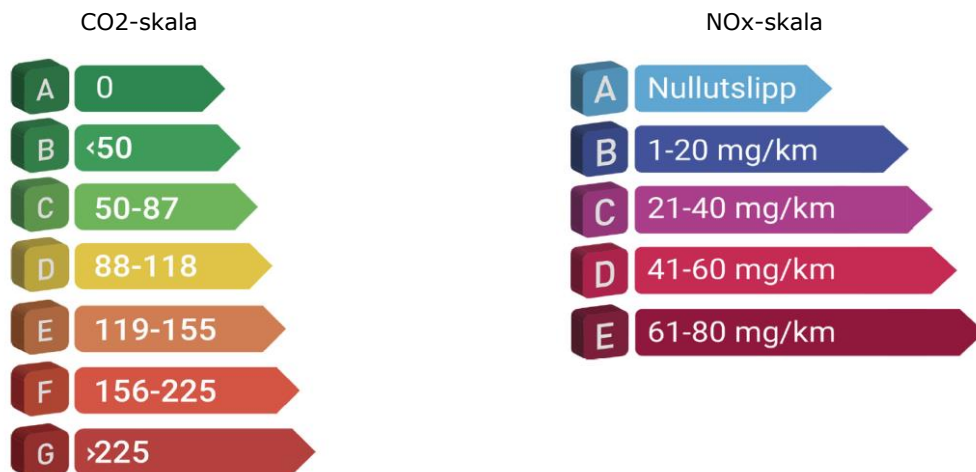 CO2-skala
A 0
B <50
C 50-87
D 88-118
E 119-155
F 156-225
G >225
NOx-skala
A Nullutslipp
B 1-20 mg/km
C 21-40 mg/km
D 41-60 mg/km
E 61-80 mg/km